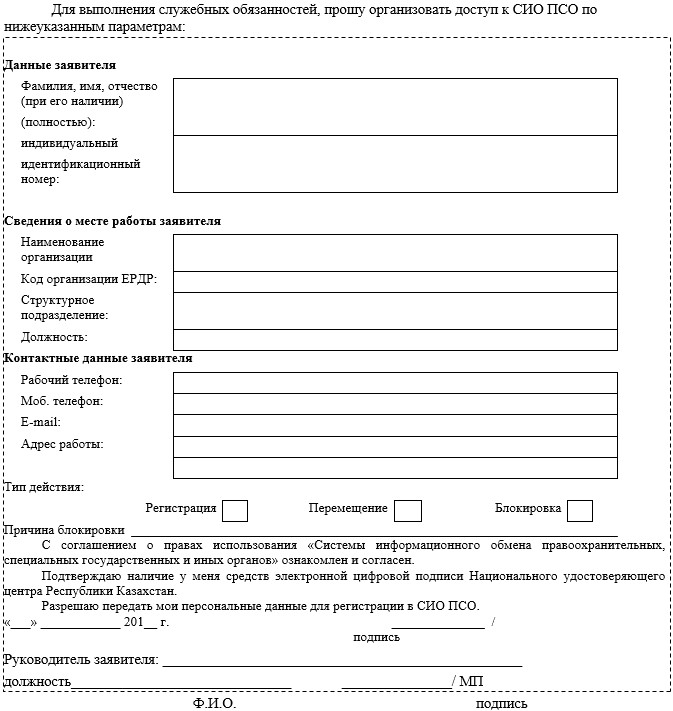 Для выполнения служебных обязанностей, прошу организовать доступ к СИО ПСО по
нижеуказанным параметрам:
Данные заявителя
Фамилия, имя, отчество
(при его наличии)
(полностью):
индивидуальный
идентификационный
номер:
Сведения о месте работы заявителя
Наименование
организации
Код организации ЕРДР:
Структурное
подразделение:
Должность:
Контактные данные заявителя
Рабочий телефон:
Моб. телефон:
E-mail:
Адрес работы:
Тип действия:
Регистрация Перемещение Блокировка
Причина блокировки
С соглашением о правах использования «Системы информационного обмена правоохранительных,
специальных государственных и иных органов» ознакомлен и согласен.
Подтверждаю наличие у меня средств электронной цифровой подписи Национального удостоверяющего
центра Республики Казахстан.
Разрешаю передать мои персональные данные для регистрации в СИО ПСО.
«___» ____________ 201__ г. ______________ /
подпись
Руководитель заявителя: ________________________________________________
должность______________________________ _______________/ МП
Ф.И.О. подпись